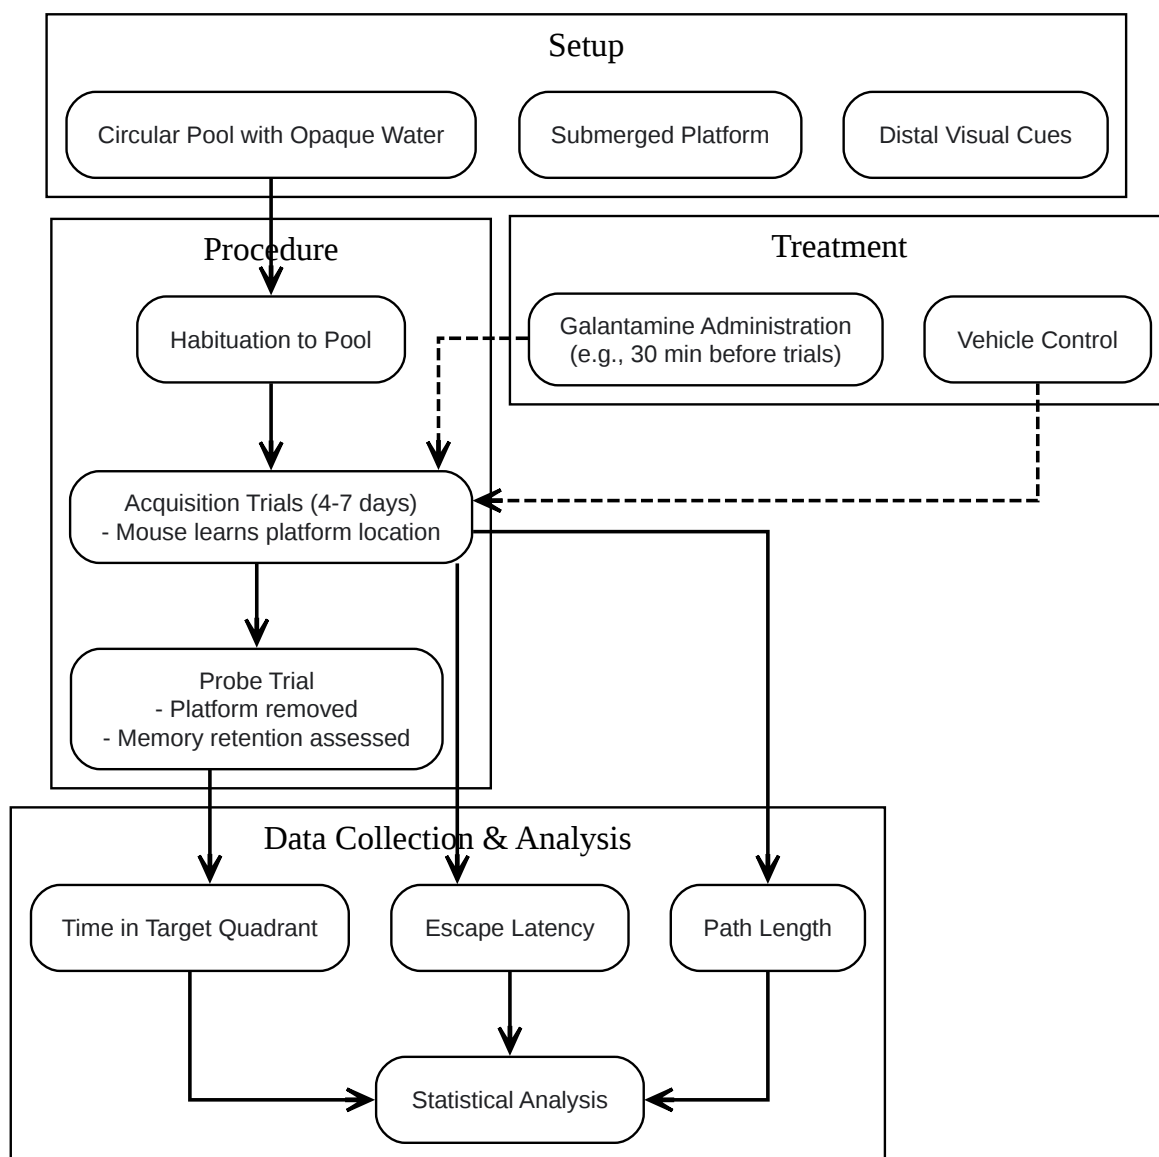 Setup
Circular Pool with Opaque Water
Submerged Platform
Distal Visual Cues
Procedure
Treatment
Habituation to Pool
Galantamine Administration
(e.g., 30 min before trials)
Vehicle Control
Acquisition Trials (4-7 days)
- Mouse learns platform location
Probe Trial
- Platform removed
- Memory retention assessed
Data Collection & Analysis
Time in Target Quadrant
Escape Latency
Path Length
Statistical Analysis